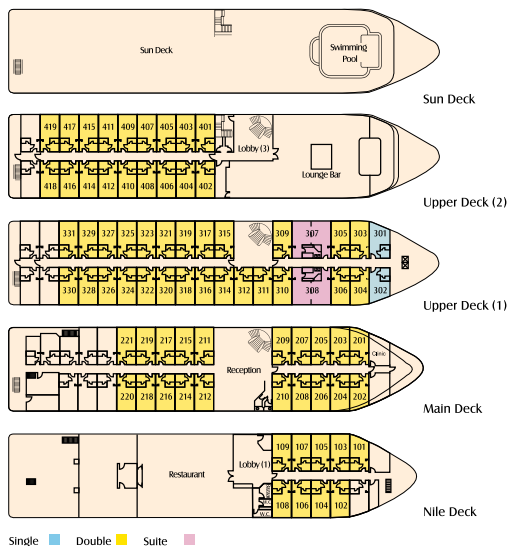 Sun Deck
Swimming
Pool
Sun Deck
419 417 415 411 409 407 405 403 401
Lobby (3)
Lounge Bar
418 416 414 412 410 408 406 404 402
Upper Deck (2)
331 329 327 323 321 319 317 315 309 307 305 303 301
330 328 326 324 322 320 318 316 314 312 311 310 308 306 304 302
Upper Deck (1)
221 219 217 215 211 209 207 205 203 201
Clinic
Reception
220 218 216 214 212 210 208 206 204 202
Main Deck
109 107 105 103 101
Lobby (1)
Restaurant
108 106 104 102
W.C
Nile Deck
Single Double Suite